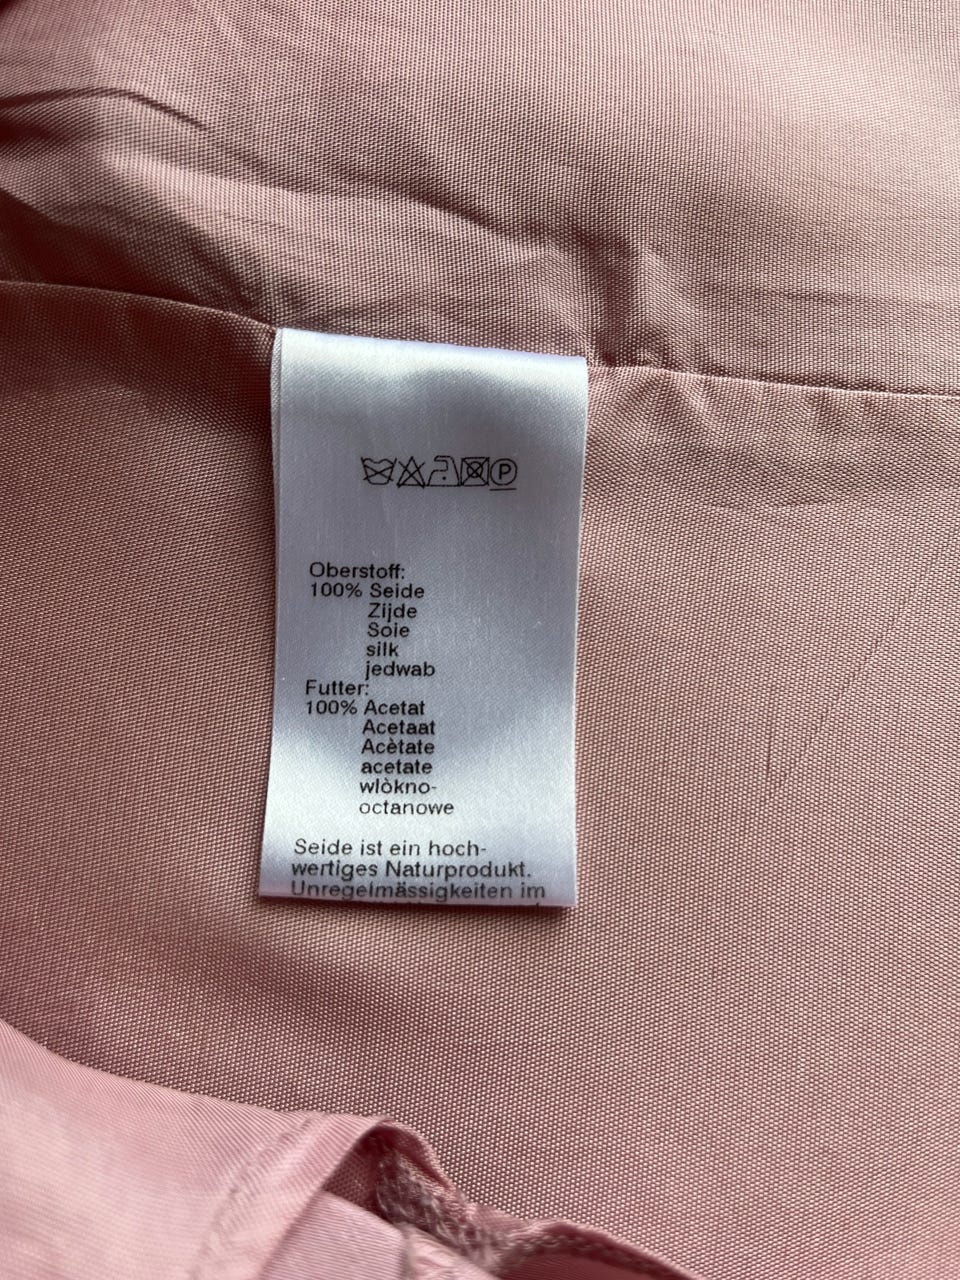 P
Oberstoff:
100% Seide
Zijde
Soie
silk
jedwab
Futter:
100% Acetat
Acetaat
Acètate
acetate
wlòkno-
octanowe
Seide ist ein hoch-
wertiges Naturprodukt.
Unregelmässigkeiten im